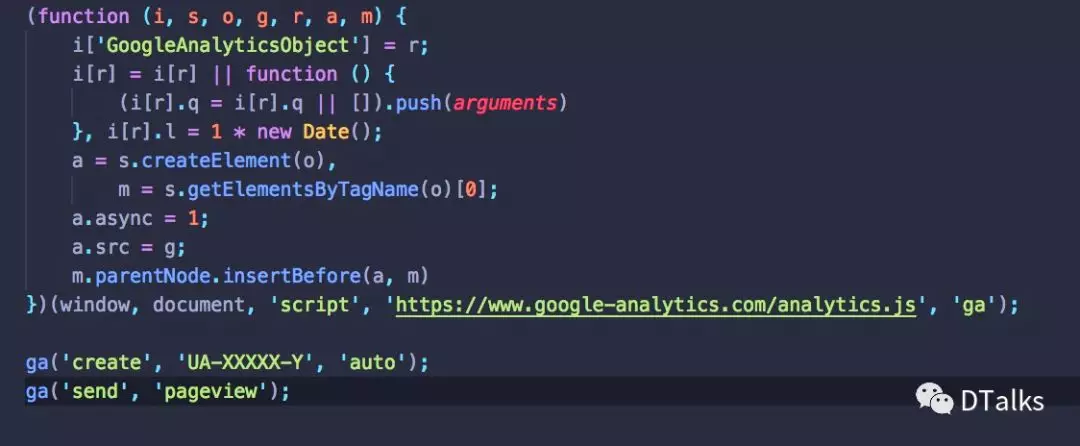 (function (i, s, o, g, r, a, m) {
    i['GoogleAnalyticsObject'] = r;
    i[r] = i[r] || function () {
        (i[r].q = i[r].q || []).push(arguments)
    }, i[r].l = 1 * new Date();
    a = s.createElement(o),
        m = s.getElementsByTagName(o)[0];
    a.async = 1;
    a.src = g;
    m.parentNode.insertBefore(a, m)
})(window, document, 'script', 'https://www.google-analytics.com/analytics.js', 'ga');

ga('create', 'UA-XXXXX-Y', 'auto');
ga('send', 'pageview');
DTalks